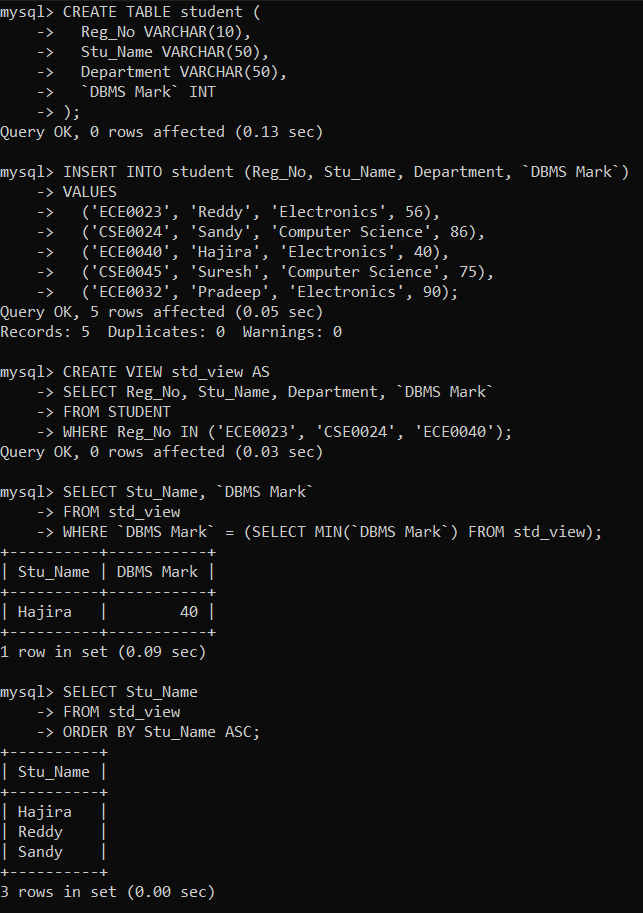 mysql> CREATE TABLE student (
    ->   Reg_No VARCHAR(10),
    ->   Stu_Name VARCHAR(50),
    ->   Department VARCHAR(50),
    ->   `DBMS Mark` INT
    -> );
Query OK, 0 rows affected (0.13 sec)

mysql> INSERT INTO student (Reg_No, Stu_Name, Department, `DBMS Mark`)
    -> VALUES
    ->   ('ECE0023', 'Reddy', 'Electronics', 56),
    ->   ('CSE0024', 'Sandy', 'Computer Science', 86),
    ->   ('ECE0040', 'Hajira', 'Electronics', 40),
    ->   ('CSE0045', 'Suresh', 'Computer Science', 75),
    ->   ('ECE0032', 'Pradeep', 'Electronics', 90);
Query OK, 5 rows affected (0.05 sec)
Records: 5  Duplicates: 0  Warnings: 0

mysql> CREATE VIEW std_view AS
    -> SELECT Reg_No, Stu_Name, Department, `DBMS Mark`
    -> FROM STUDENT
    -> WHERE Reg_No IN ('ECE0023', 'CSE0024', 'ECE0040');
Query OK, 0 rows affected (0.03 sec)

mysql> SELECT Stu_Name, `DBMS Mark`
    -> FROM std_view
    -> WHERE `DBMS Mark` = (SELECT MIN(`DBMS Mark`) FROM std_view);
+----------+-----------+
| Stu_Name | DBMS Mark |
+----------+-----------+
| Hajira   |        40 |
+----------+-----------+
1 row in set (0.09 sec)

mysql> SELECT Stu_Name
    -> FROM std_view
    -> ORDER BY Stu_Name ASC;
+----------+
| Stu_Name |
+----------+
| Hajira   |
| Reddy    |
| Sandy    |
+----------+
3 rows in set (0.00 sec)